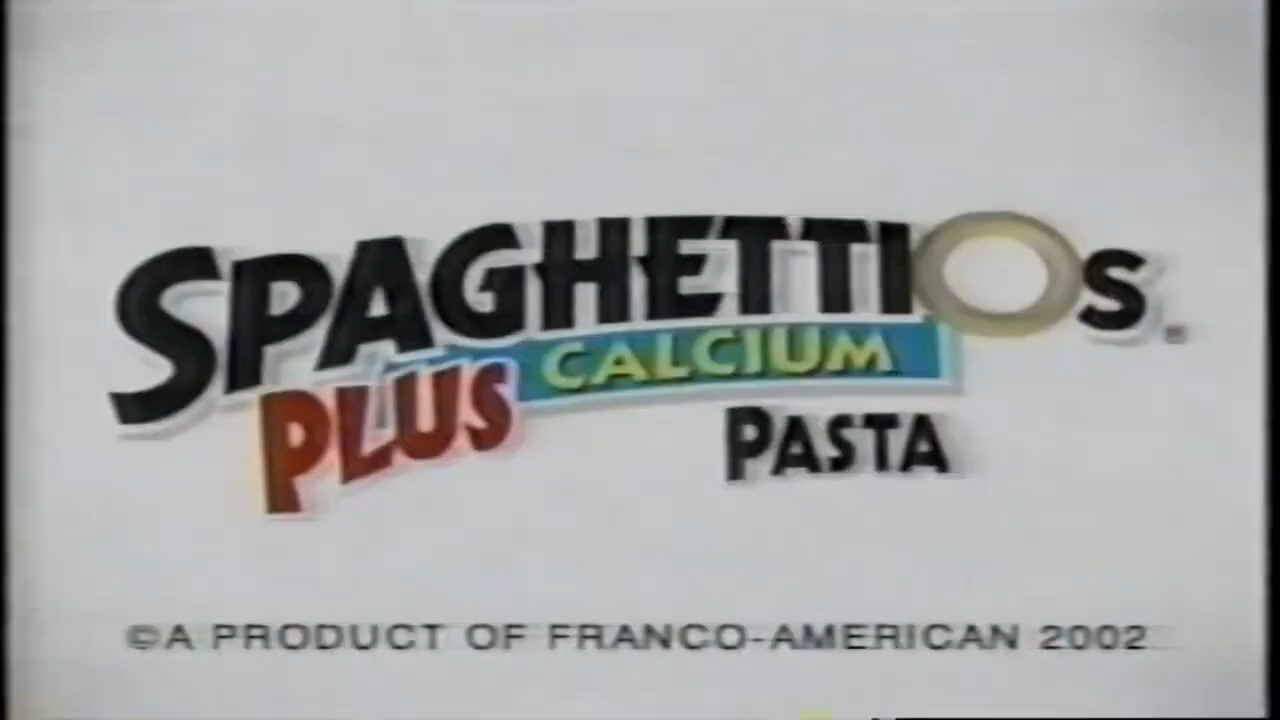 SPAGHETTIOS®
PLUS CALCIUM
PASTA
©A PRODUCT OF FRANCO-AMERICAN 2002